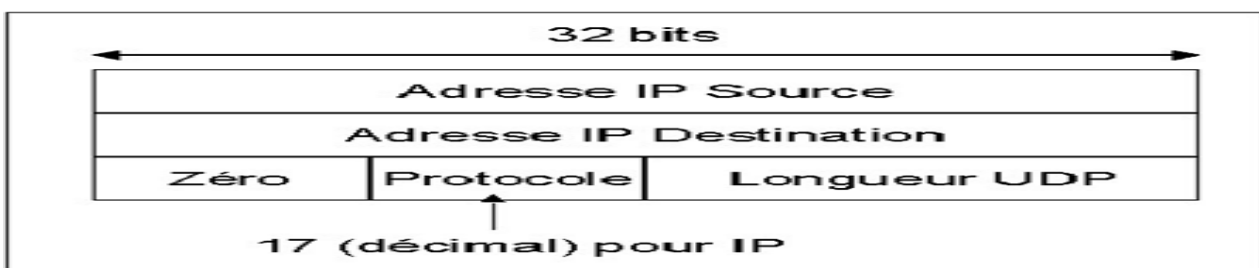 32 bits
Adresse IP Source
Adresse IP Destination
Zéro Protocole Longueur UDP
17 (décimal) pour IP